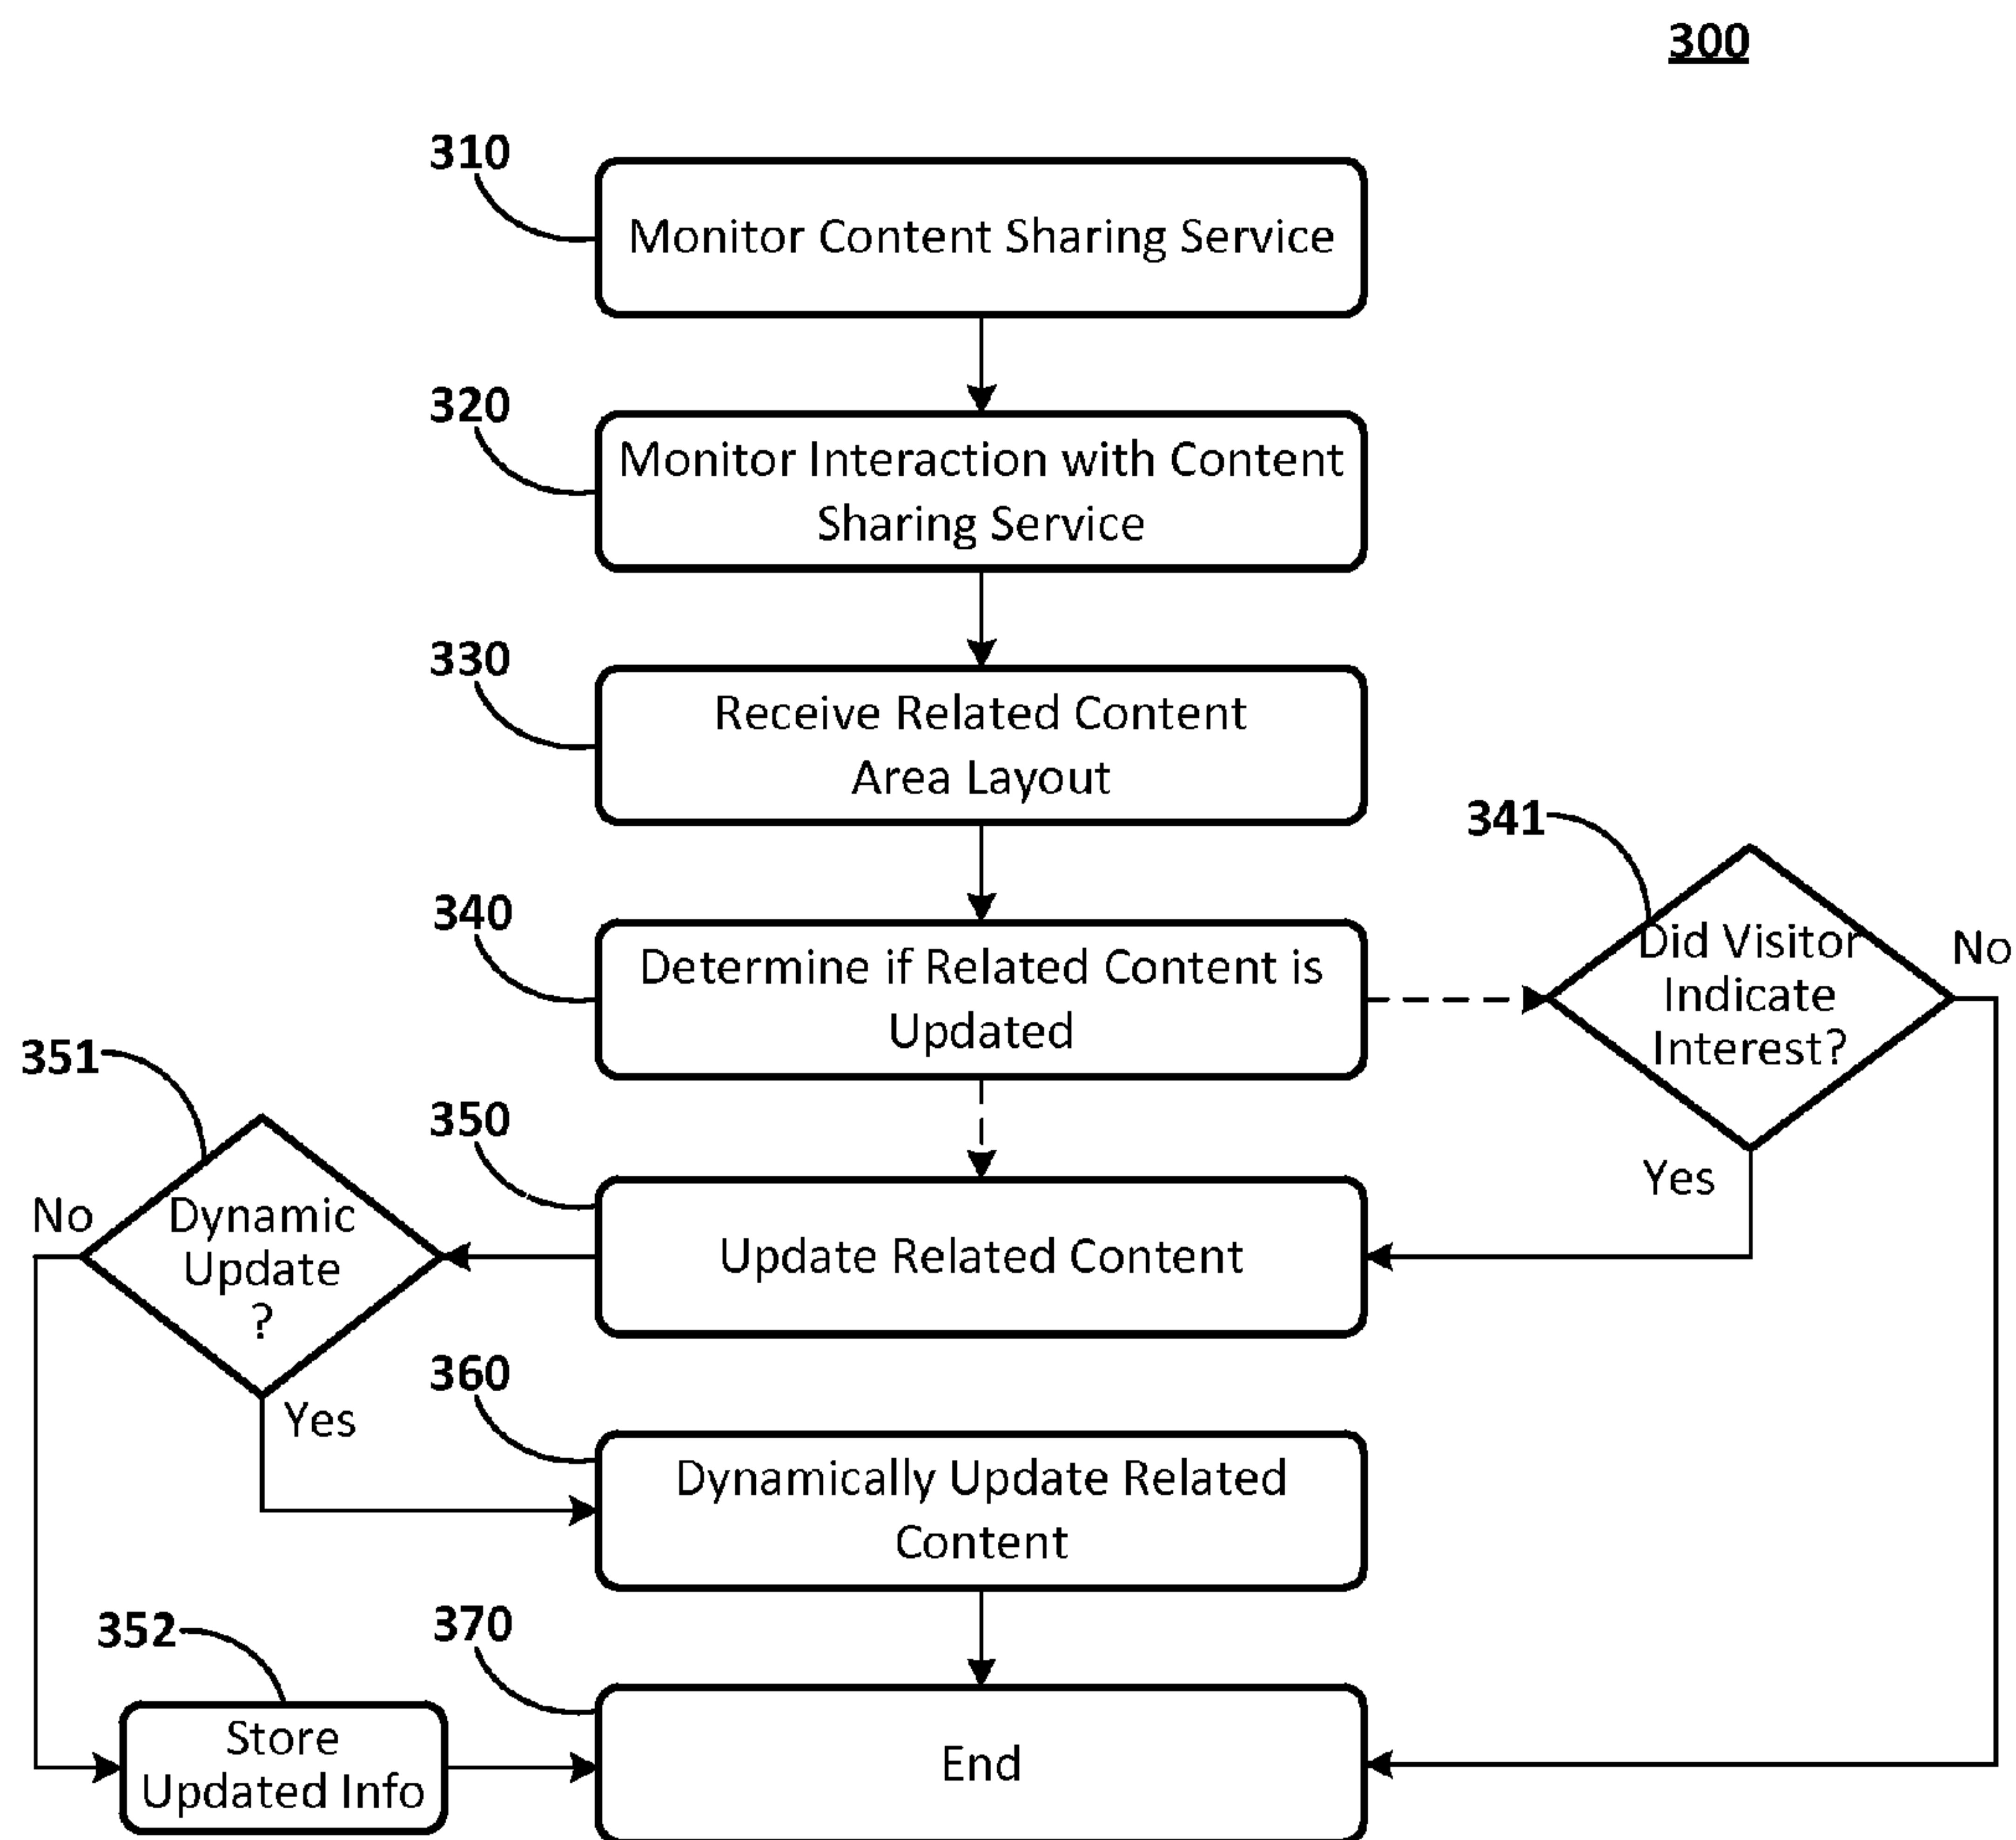 300
310
Monitor Content Sharing Service
320
Monitor Interaction with Content
Sharing Service
330
Receive Related Content
Area Layout
340
Determine if Related Content is
Updated
341
Did Visitor
Indicate
Interest?
No
Yes
350
Update Related Content
351
Dynamic
Update
?
No
Yes
360
Dynamically Update Related
Content
352
Store
Updated Info
370
End